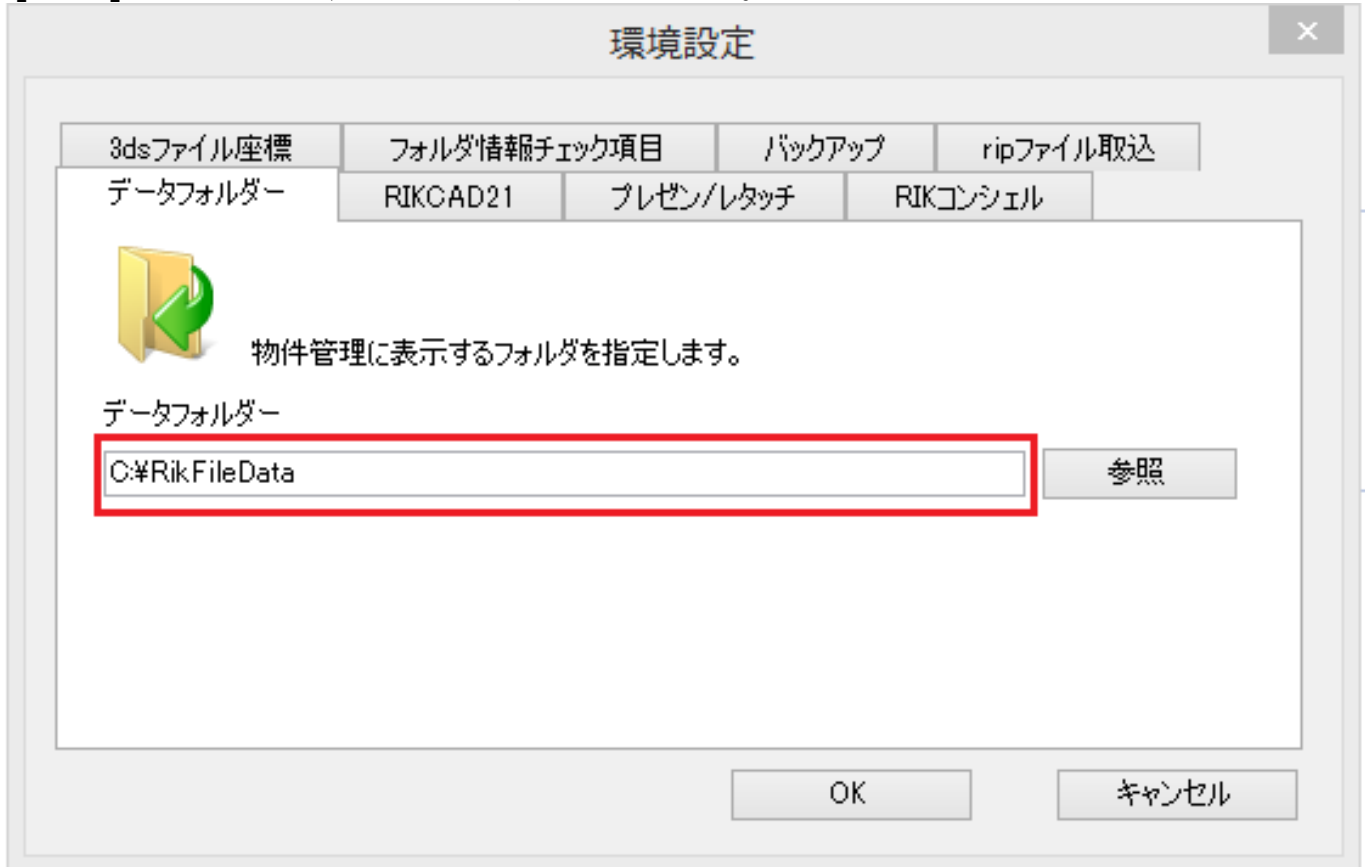 環境設定
3dsファイル座標 フォルダ情報チェック項目 バックアップ ripファイル取込
データフォルダー RIKCAD21 プレゼン/レタッチ RIKコンシェル
物件管理に表示するフォルダを指定します。
データフォルダー
C:¥RikFileData 参照
OK キャンセル